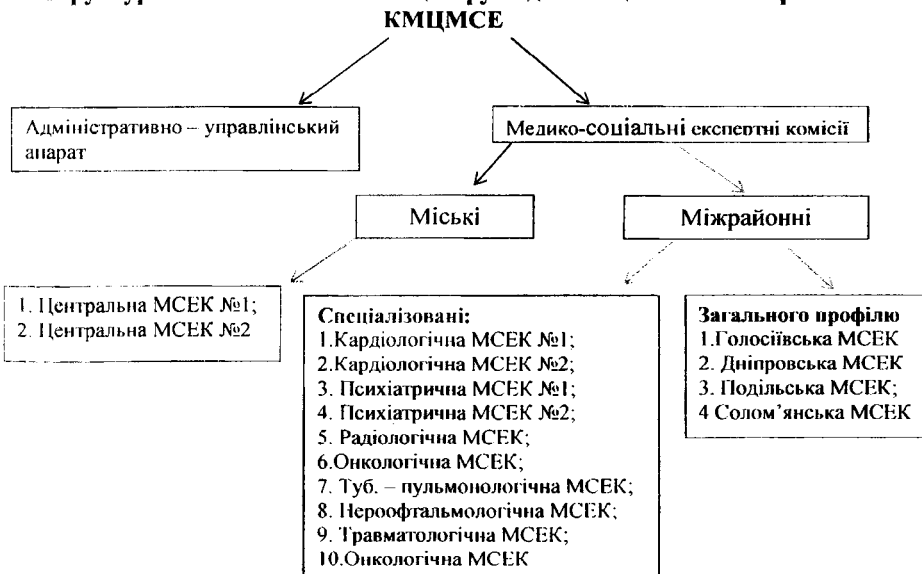 КМЦМСЕ
Адміністративно – управлінський
апарат
Медико-соціальні експертні комісії
Міські
Міжрайонні
1. Центральна МСЕК №1;
2. Центральна МСЕК №2
Спеціалізовані:
1.Кардіологічна МСЕК №1;
2.Кардіологічна МСЕК №2;
3. Психіатрична МСЕК №1;
4. Психіатрична МСЕК №2;
5. Радіологічна МСЕК;
6.Онкологічна МСЕК;
7. Туб. – пульмонологічна МСЕК;
8. Нероофтальмологічна МСЕК;
9. Травматологічна МСЕК;
10.Онкологічна МСЕК
Загального профілю
1.Голосіївська МСЕК
2. Дніпровська МСЕК
3. Подільська МСЕК;
4 Солом’янська МСЕК